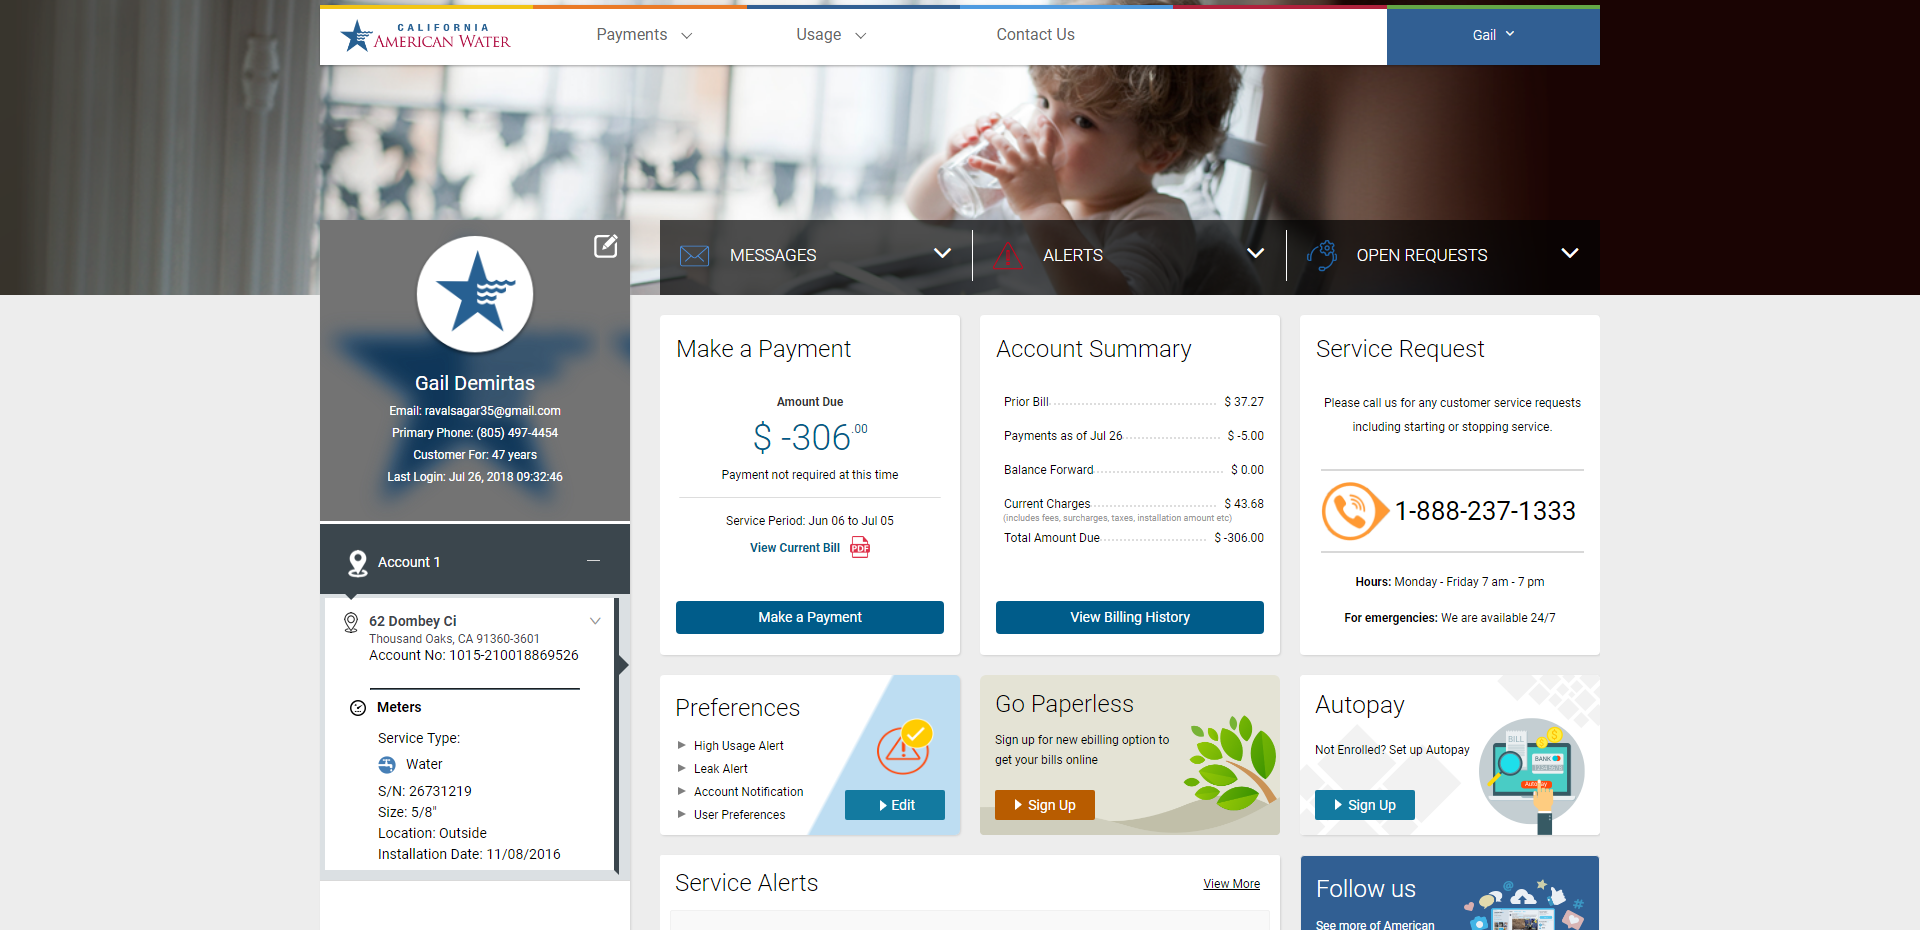 CALIFORNIA
AMERICAN WATER
Payments
Usage
Contact Us
Gail
MESSAGES
ALERTS
OPEN REQUESTS
Gail Demirtas
Email: ravalsagar35@gmail.com
Primary Phone: (805) 497-4454
Customer For: 47 years
Last Login: Jul 26, 2018 09:32:46
Account 1
62 Dombey Ci
Thousand Oaks, CA 91360-3601
Account No: 1015-210018869526
Meters
Service Type:
Water
S/N: 26731219
Size: 5/8"
Location: Outside
Installation Date: 11/08/2016
Make a Payment
Amount Due
$ -306.00
Payment not required at this time
Service Period: Jun 06 to Jul 05
View Current Bill PDF
Make a Payment
Account Summary
Prior Bill $ 37.27
Payments as of Jul 26 $ -5.00
Balance Forward $ 0.00
Current Charges $ 43.68
(includes fees, surcharges, taxes, installation amount etc)
Total Amount Due $ -306.00
View Billing History
Service Request
Please call us for any customer service requests
including starting or stopping service.
1-888-237-1333
Hours: Monday - Friday 7 am - 7 pm
For emergencies: We are available 24/7
Preferences
High Usage Alert
Leak Alert
Account Notification
User Preferences
Edit
Go Paperless
Sign up for new ebilling option to
get your bills online
Sign Up
Autopay
Not Enrolled? Set up Autopay
Sign Up
BILL
BANK
Autopay
Service Alerts
View More
Follow us
See more of American